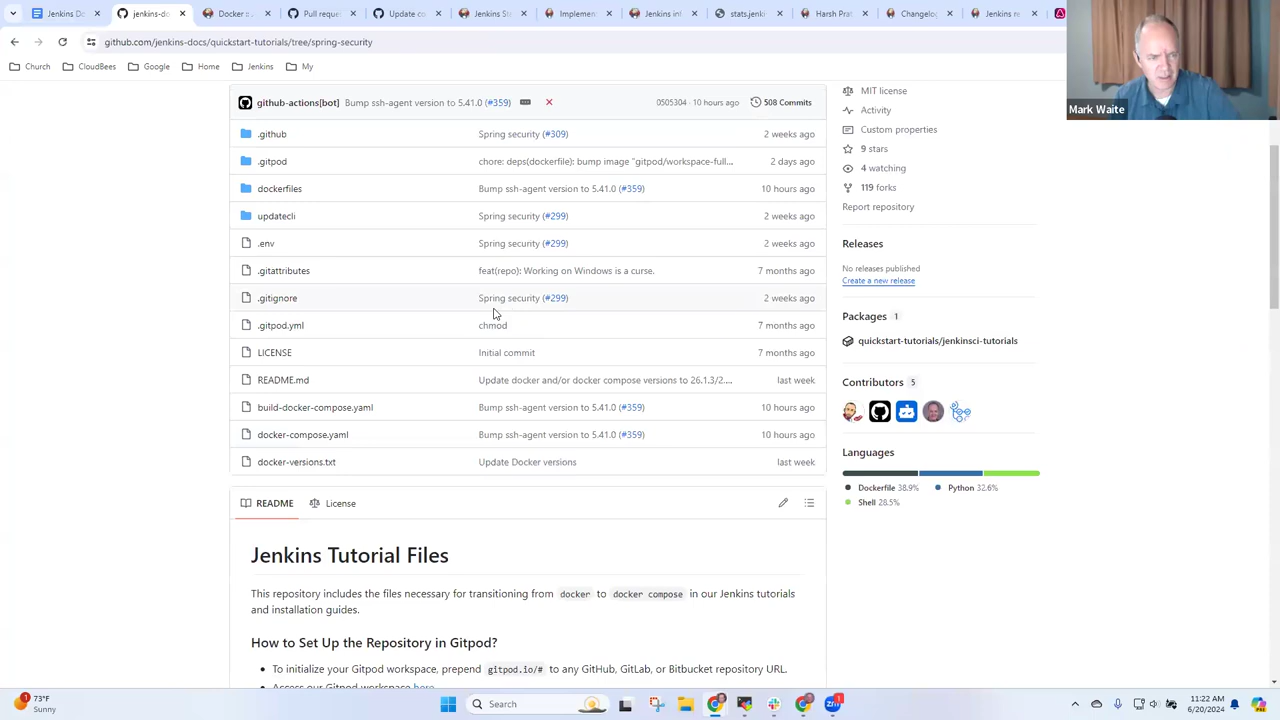 Jenkins Doc
jenkins-do
Docker a
Pull reque
Update co
Jenkins St
Implemen
Jenkins int
stats.jenk
Harsh Prat
Changelog
Jenkins re
github.com/jenkins-docs/quickstart-tutorials/tree/spring-security
Church
CloudBees
Google
Home
Jenkins
My
Mark Waite
github-actions[bot] Bump ssh-agent version to 5.41.0 (#359) 0505304 · 10 hours ago 508 Commits
.github Spring security (#309) 2 weeks ago
.gitpod chore: deps(dockerfile): bump image "gitpod/workspace-full... 2 days ago
dockerfiles Bump ssh-agent version to 5.41.0 (#359) 10 hours ago
updatecli Spring security (#299) 2 weeks ago
.env Spring security (#299) 2 weeks ago
.gitattributes feat(repo): Working on Windows is a curse. 7 months ago
.gitignore Spring security (#299) 2 weeks ago
.gitpod.yml chmod 7 months ago
LICENSE Initial commit 7 months ago
README.md Update docker and/or docker compose versions to 26.1.3/2.... last week
build-docker-compose.yaml Bump ssh-agent version to 5.41.0 (#359) 10 hours ago
docker-compose.yaml Bump ssh-agent version to 5.41.0 (#359) 10 hours ago
docker-versions.txt Update Docker versions last week
README License
Jenkins Tutorial Files
This repository includes the files necessary for transitioning from docker to docker compose in our Jenkins tutorials
and installation guides.
How to Set Up the Repository in Gitpod?
To initialize your Gitpod workspace, prepend gitpod.io/# to any GitHub, GitLab, or Bitbucket repository URL.
Access our Gitpod workspace here
MIT license
Activity
Custom properties
9 stars
4 watching
119 forks
Report repository
Releases
No releases published
Create a new release
Packages 1
quickstart-tutorials/jenkinsci-tutorials
Contributors 5
Languages
Dockerfile 38.9% Python 32.6%
Shell 28.5%
73°F
Sunny
Search
zm
1
11:22 AM
6/20/2024